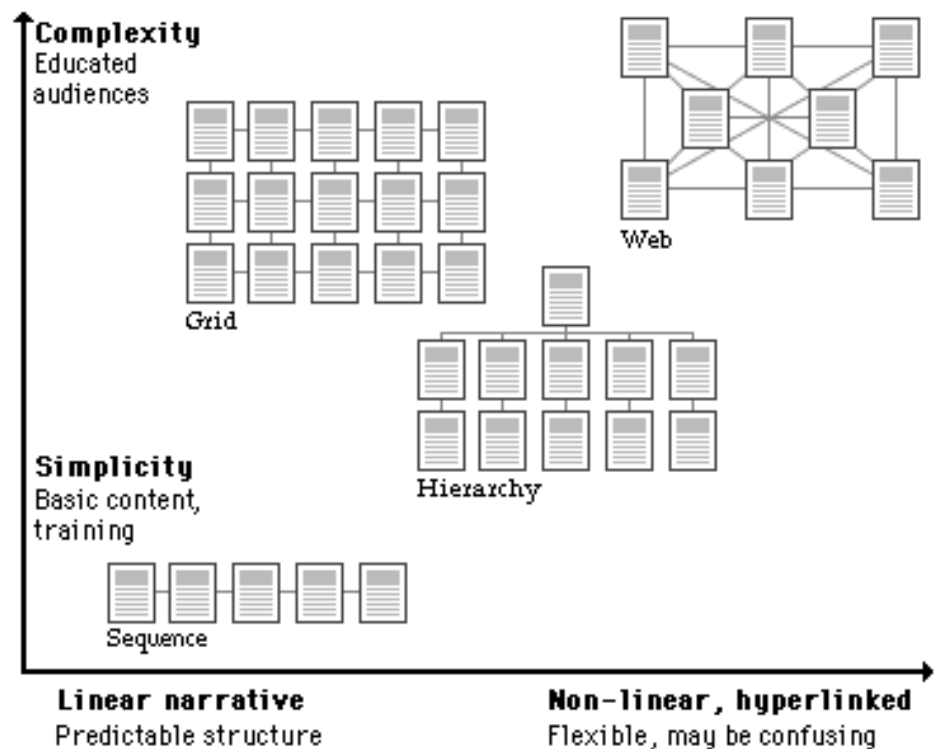 Complexity
Educated
audiences
Web
Grid
Simplicity
Basic content,
training
Hierarchy
Sequence
Linear narrative
Predictable structure
Non-linear, hyperlinked
Flexible, may be confusing